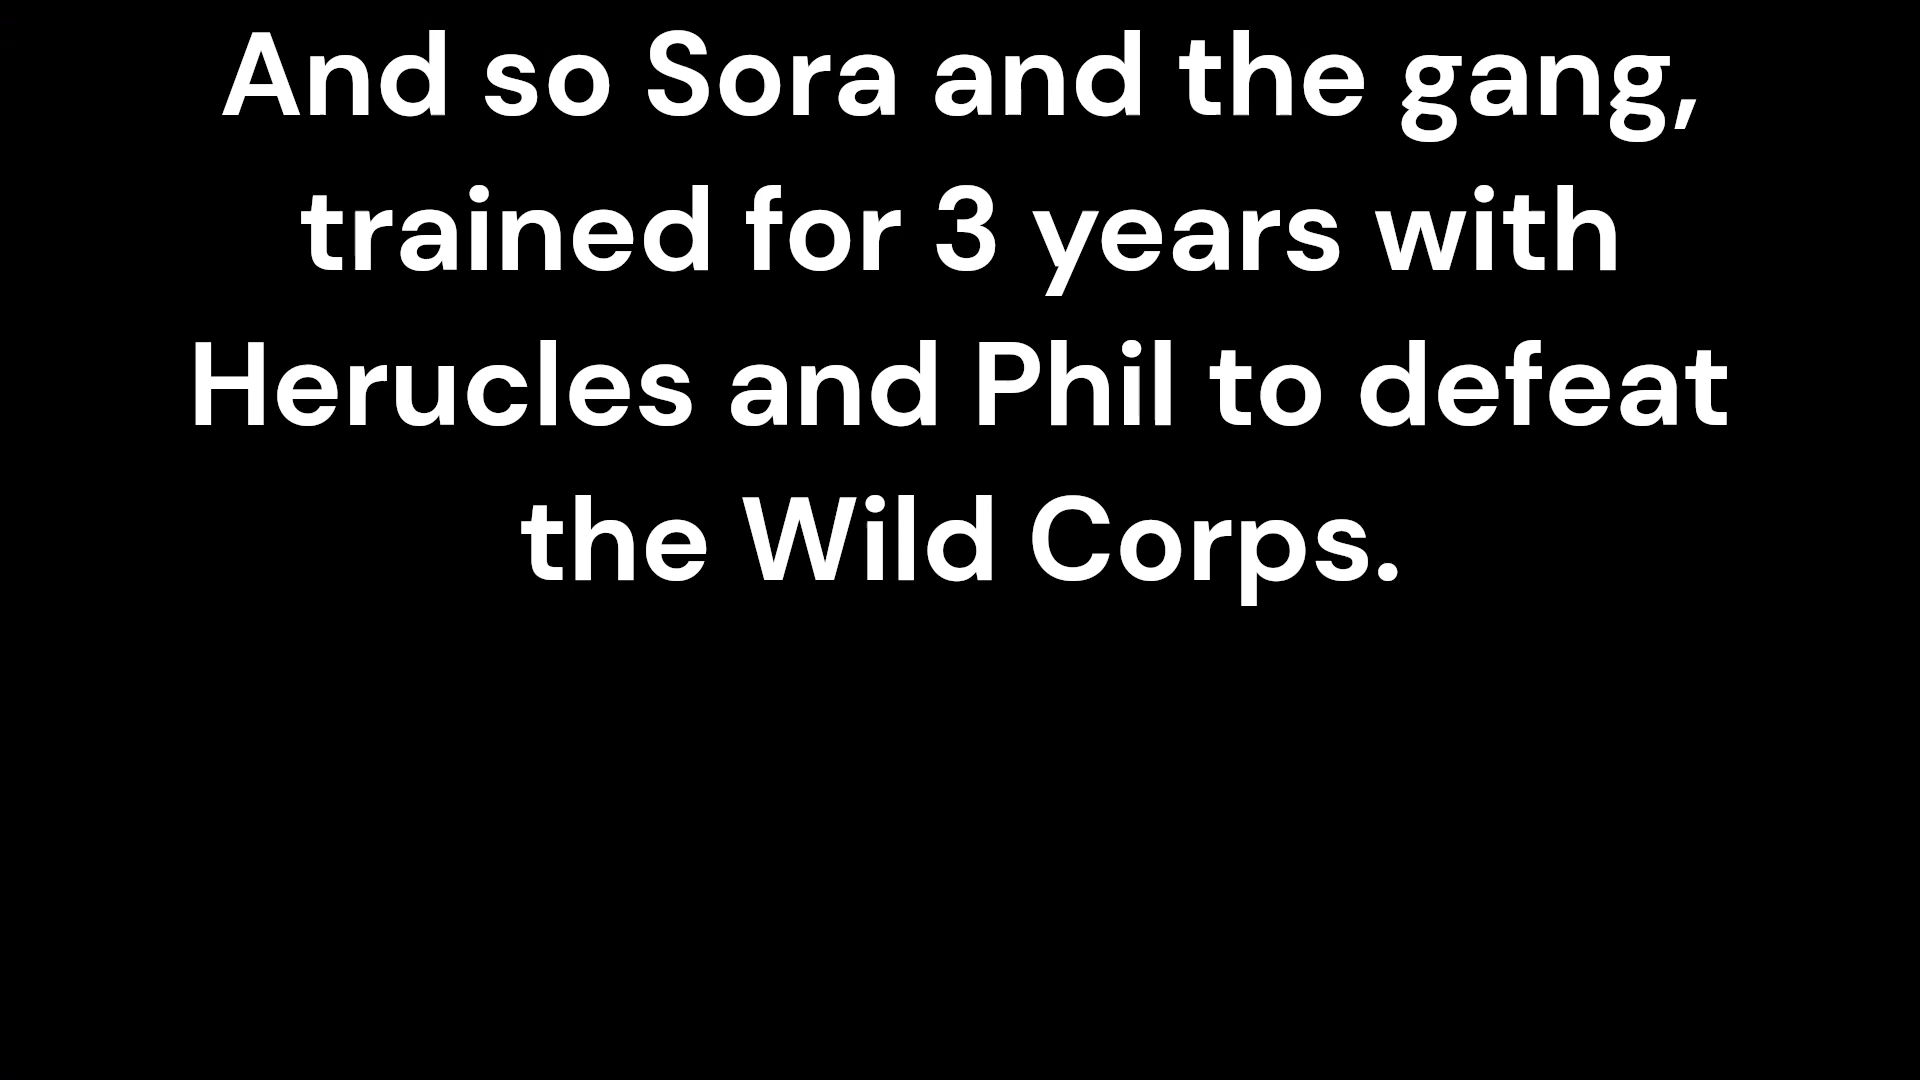 And so Sora and the gang,
trained for 3 years with
Herucles and Phil to defeat
the Wild Corps.